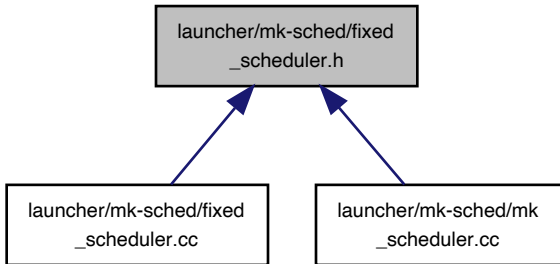 launcher/mk-sched/fixed
_scheduler.h
launcher/mk-sched/fixed
_scheduler.cc
launcher/mk-sched/mk
_scheduler.cc